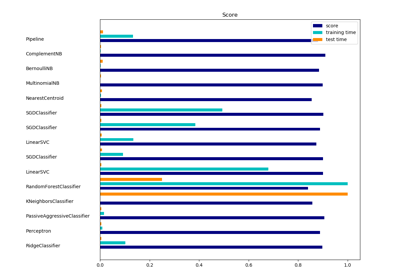 Score
score
training time
test time
Pipeline
ComplementNB
BernoulliNB
MultinomialNB
NearestCentroid
SGDClassifier
SGDClassifier
LinearSVC
SGDClassifier
LinearSVC
RandomForestClassifier
KNeighborsClassifier
PassiveAggressiveClassifier
Perceptron
RidgeClassifier
0.0 0.2 0.4 0.6 0.8 1.0